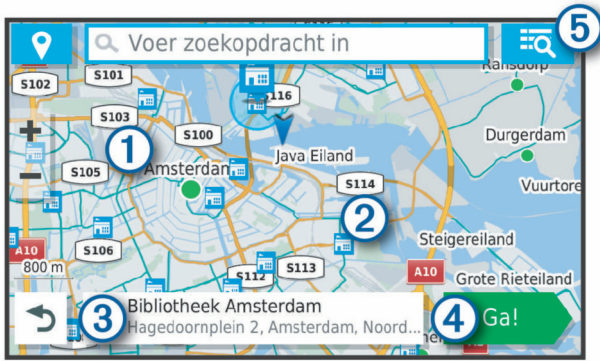 5
Voer zoekopdracht in
Ransdorp
S102
S101
S116
S103
+
1
S100
Durgerdam
Java Eiland
S105
Amsterdam
S114
Vuurtore
2
Steigereiland
A10
S106
800 m
S112
S113
A10
Grote Rieteiland
3
Bibliotheek Amsterdam
Hagedoornplein 2, Amsterdam, Noord...
4
Ga!